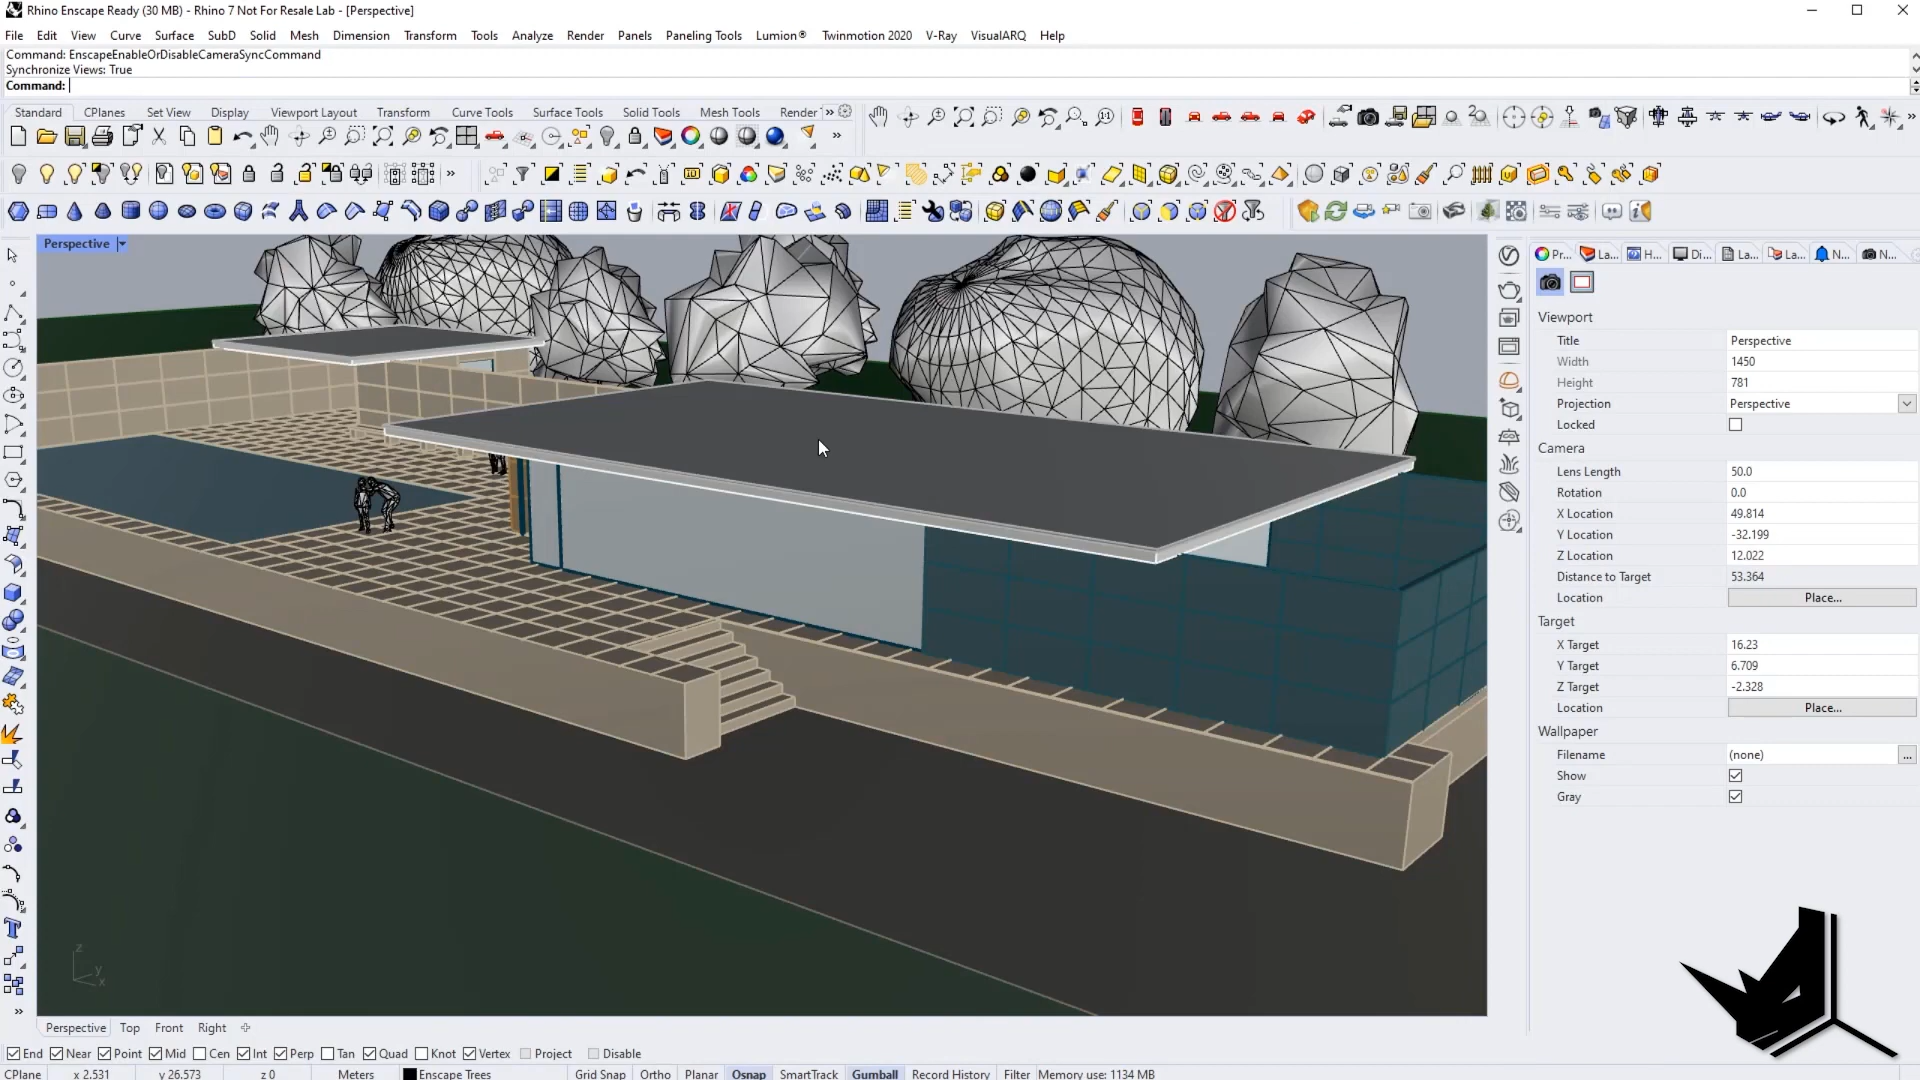 Rhino Enscape Ready (30 MB) - Rhino 7 Not For Resale Lab - [Perspective]
File Edit View Curve Surface SubD Solid Mesh Dimension Transform Tools Analyze Render Panels Paneling Tools Lumion® Twinmotion 2020 V-Ray VisualARQ Help
Command: EnscapeEnableOrDisableCameraSyncCommand
Synchronize Views: True
Command:
Standard CPlanes Set View Display Viewport Layout Transform Curve Tools Surface Tools Solid Tools Mesh Tools Render »
Perspective
Pr... La... H... Di... La... La... N... N...
Viewport
Title Perspective
Width 1450
Height 781
Projection Perspective
Locked
Camera
Lens Length 50.0
Rotation 0.0
X Location 49.814
Y Location -32.199
Z Location 12.022
Distance to Target 53.364
Location Place...
Target
X Target 16.23
Y Target 6.709
Z Target -2.328
Location Place...
Wallpaper
Filename (none) ...
Show
Gray
z
y
x
Perspective Top Front Right
End Near Point Mid Cen Int Perp Tan Quad Knot Vertex Project Disable
CPlane x 2.531 y 26.573 z 0 Meters Enscape Trees Grid Snap Ortho Planar Osnap SmartTrack Gumball Record History Filter Memory use: 1134 MB